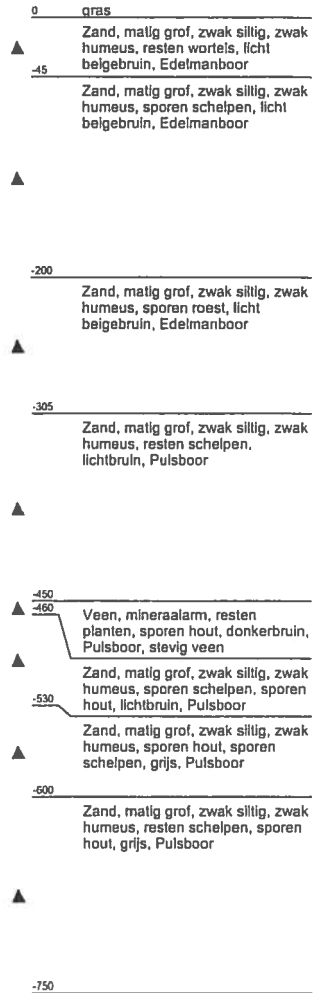 0 gras
Zand, matig grof, zwak siltig, zwak
humeus, resten wortels, licht
beigebruin, Edelmanboor
-45
Zand, matig grof, zwak siltig, zwak
humeus, sporen schelpen, licht
beigebruin, Edelmanboor
-200
Zand, matig grof, zwak siltig, zwak
humeus, sporen roest, licht
beigebruin, Edelmanboor
-305
Zand, matig grof, zwak siltig, zwak
humeus, resten schelpen,
lichtbruin, Pulsboor
-450
-460
Veen, mineraalarm, resten
planten, sporen hout, donkerbruin,
Pulsboor, stevig veen
Zand, matig grof, zwak siltig, zwak
humeus, sporen schelpen, sporen
hout, lichtbruin, Pulsboor
-530
Zand, matig grof, zwak siltig, zwak
humeus, sporen hout, sporen
schelpen, grijs, Pulsboor
-600
Zand, matig grof, zwak siltig, zwak
humeus, resten schelpen, sporen
hout, grijs, Pulsboor
-750